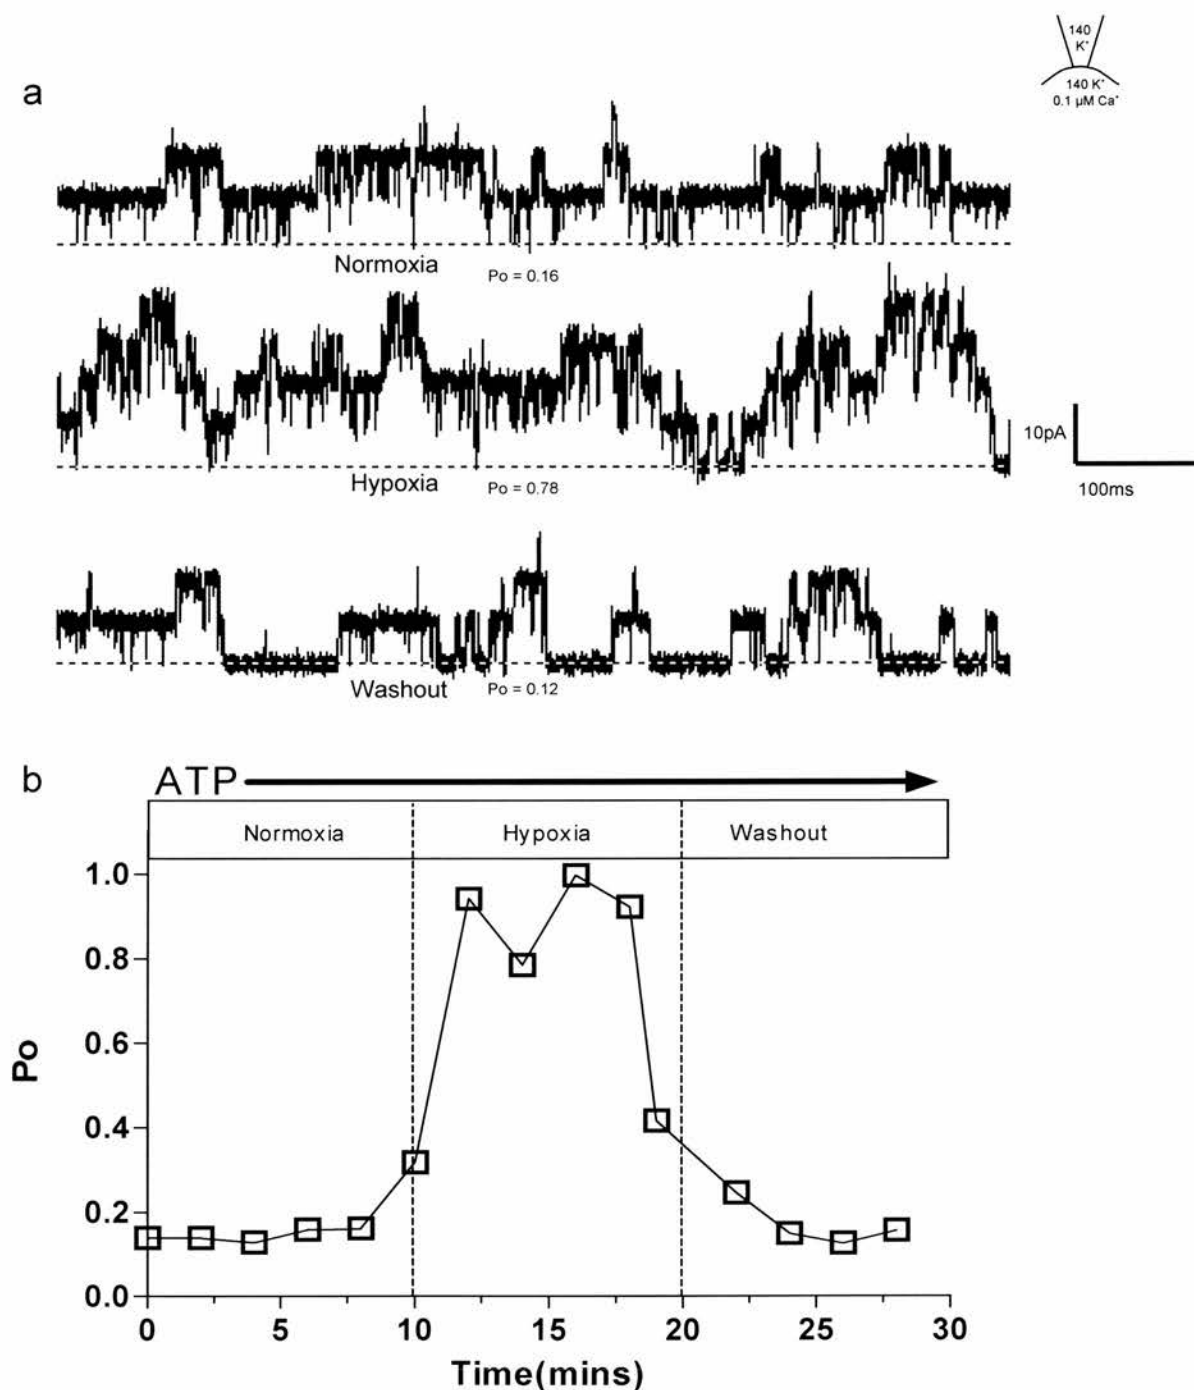 140
K⁺
140 K⁺
0.1 µM Ca⁺
a
Normoxia Po = 0.16
Hypoxia Po = 0.78
10pA
100ms
Washout Po = 0.12
b
ATP
Normoxia Hypoxia Washout
1.0
0.8
0.6
0.4
0.2
0.0
Po
0 5 10 15 20 25 30
Time(mins)